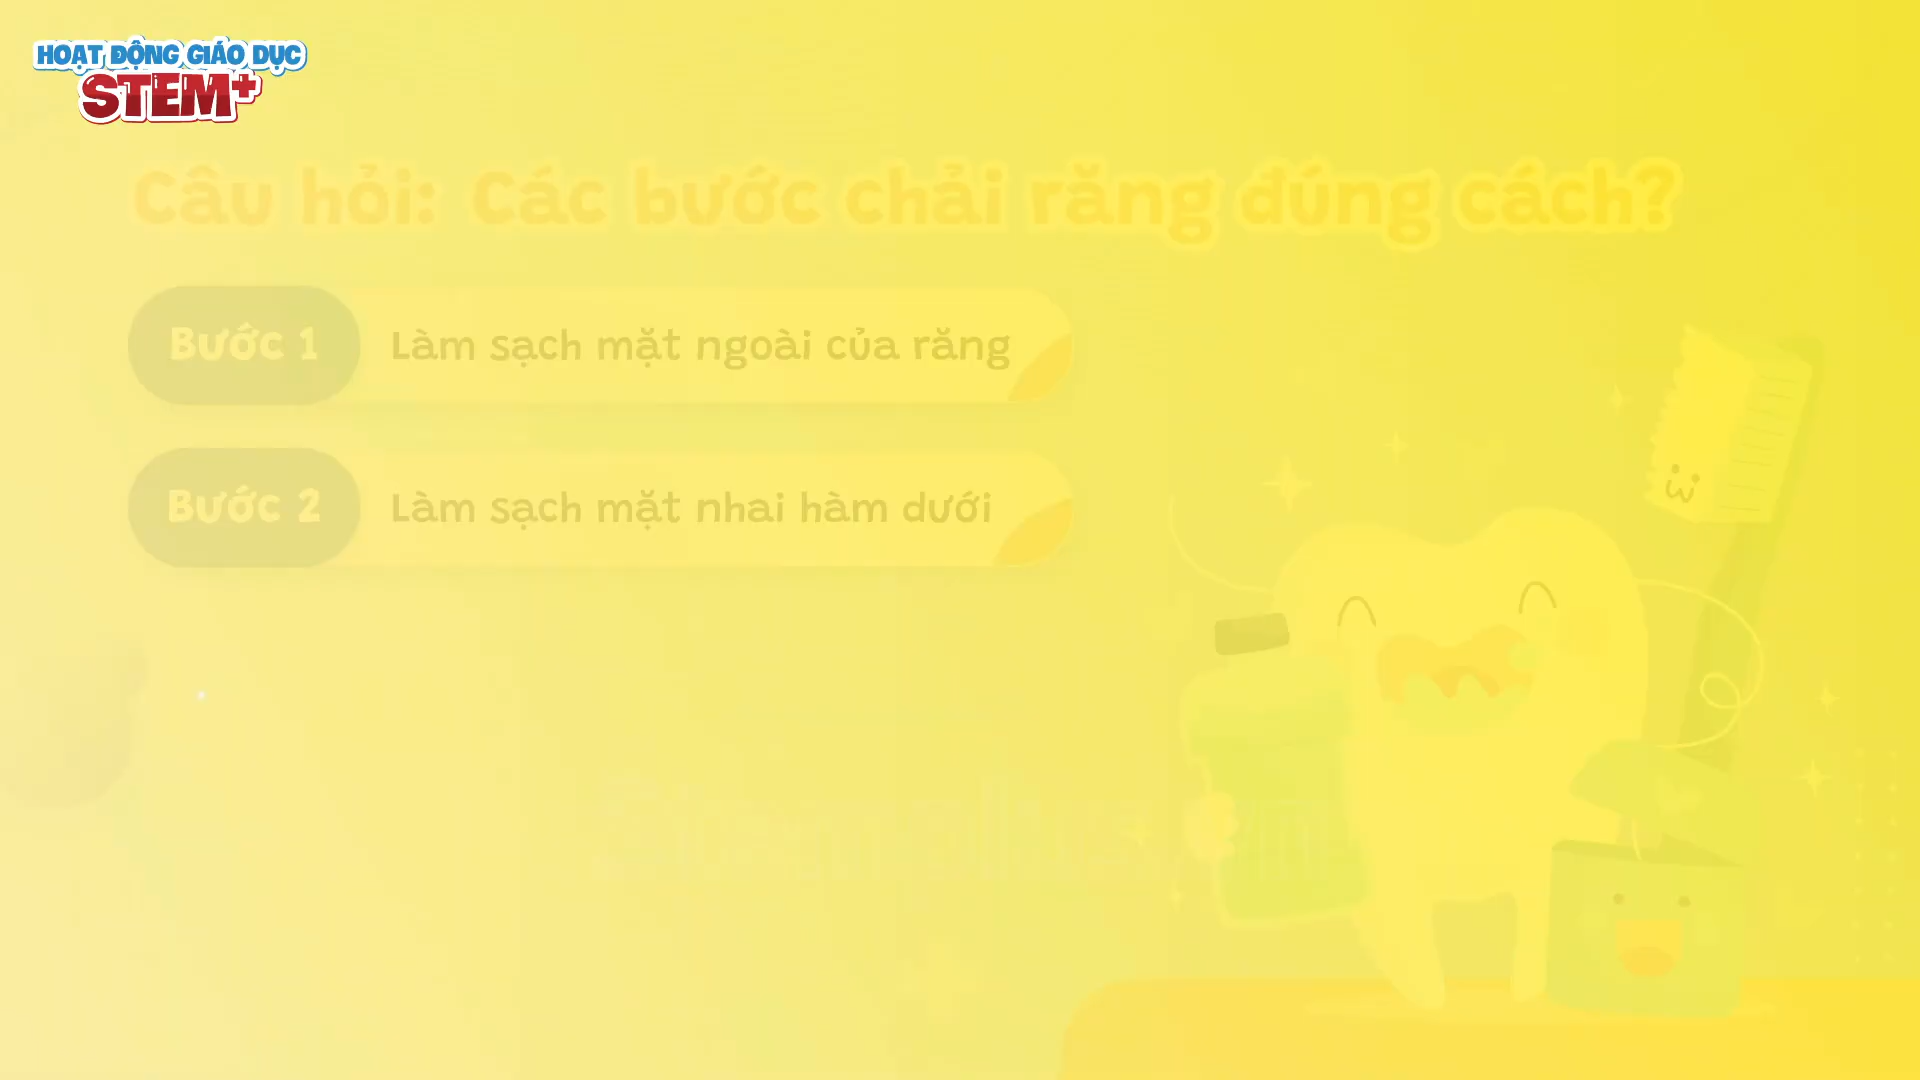 HOẠT ĐỘNG GIÁO DỤC
STEM+
Câu hỏi: Các bước chải răng đúng cách?
Bước 1 Làm sạch mặt ngoài của răng
Bước 2 Làm sạch mặt nhai hàm dưới